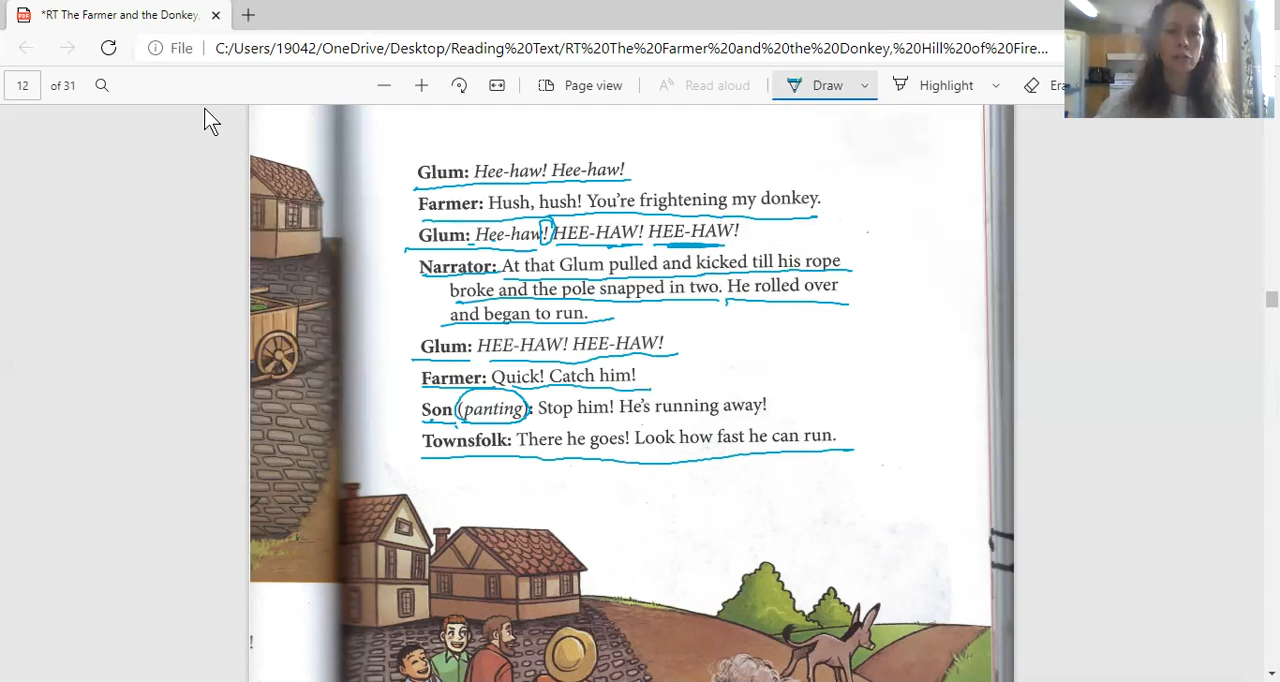 *RT The Farmer and the Donkey,
File C:/Users/19042/OneDrive/Desktop/Reading%20Text/RT%20The%20Farmer%20and%20the%20Donkey,%20Hill%20of%20Fire...
12 of 31 Page view Read aloud Draw Highlight Era
Glum: Hee-haw! Hee-haw!
Farmer: Hush, hush! You're frightening my donkey.
Glum: Hee-haw! HEE-HAW! HEE-HAW!
Narrator: At that Glum pulled and kicked till his rope
broke and the pole snapped in two. He rolled over
and began to run.
Glum: HEE-HAW! HEE-HAW!
Farmer: Quick! Catch him!
Son (panting): Stop him! He's running away!
Townsfolk: There he goes! Look how fast he can run.
!